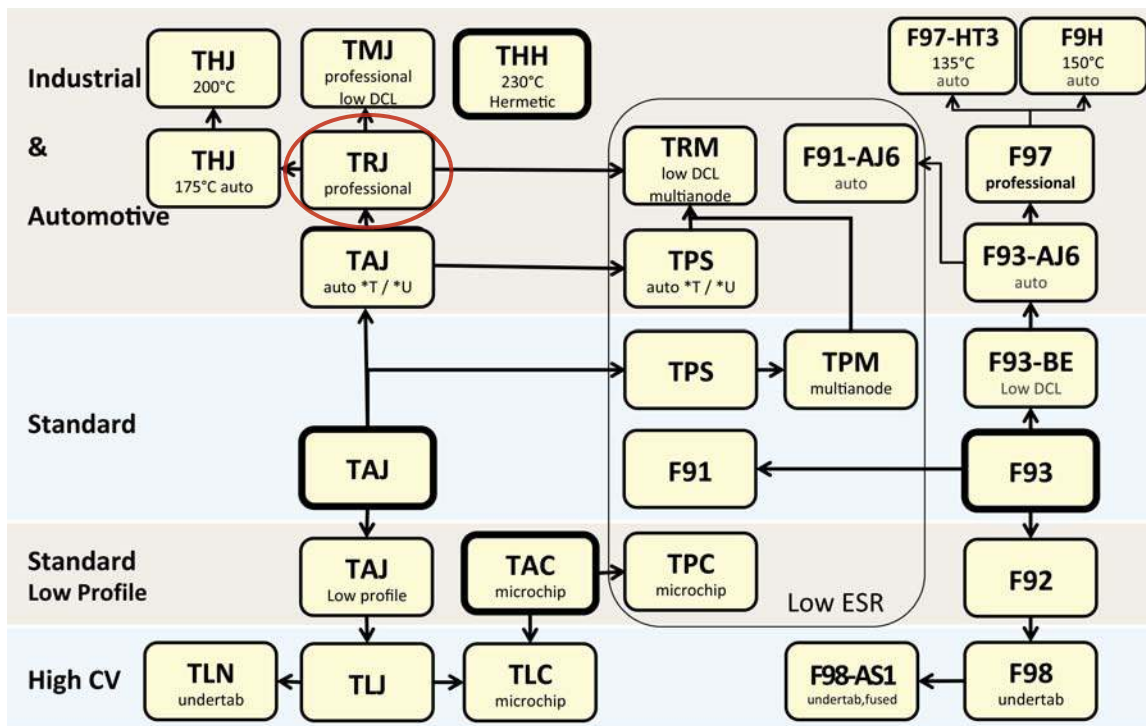 Industrial
&
Automotive
THJ
200°C
TMJ
professional
low DCL
THH
230°C
Hermetic
F97-HT3
135°C
auto
F9H
150°C
auto
THJ
175°C auto
TRJ
professional
TRM
low DCL
multianode
F91-AJ6
auto
F97
professional
TAJ
auto *T / *U
TPS
auto *T / *U
F93-AJ6
auto
Standard
TPS
TPM
multianode
F93-BE
Low DCL
TAJ
F91
F93
Standard
Low Profile
TAJ
Low profile
TAC
microchip
TPC
microchip
Low ESR
F92
High CV
TLN
undertab
TLJ
TLC
microchip
F98-AS1
undertab,fused
F98
undertab